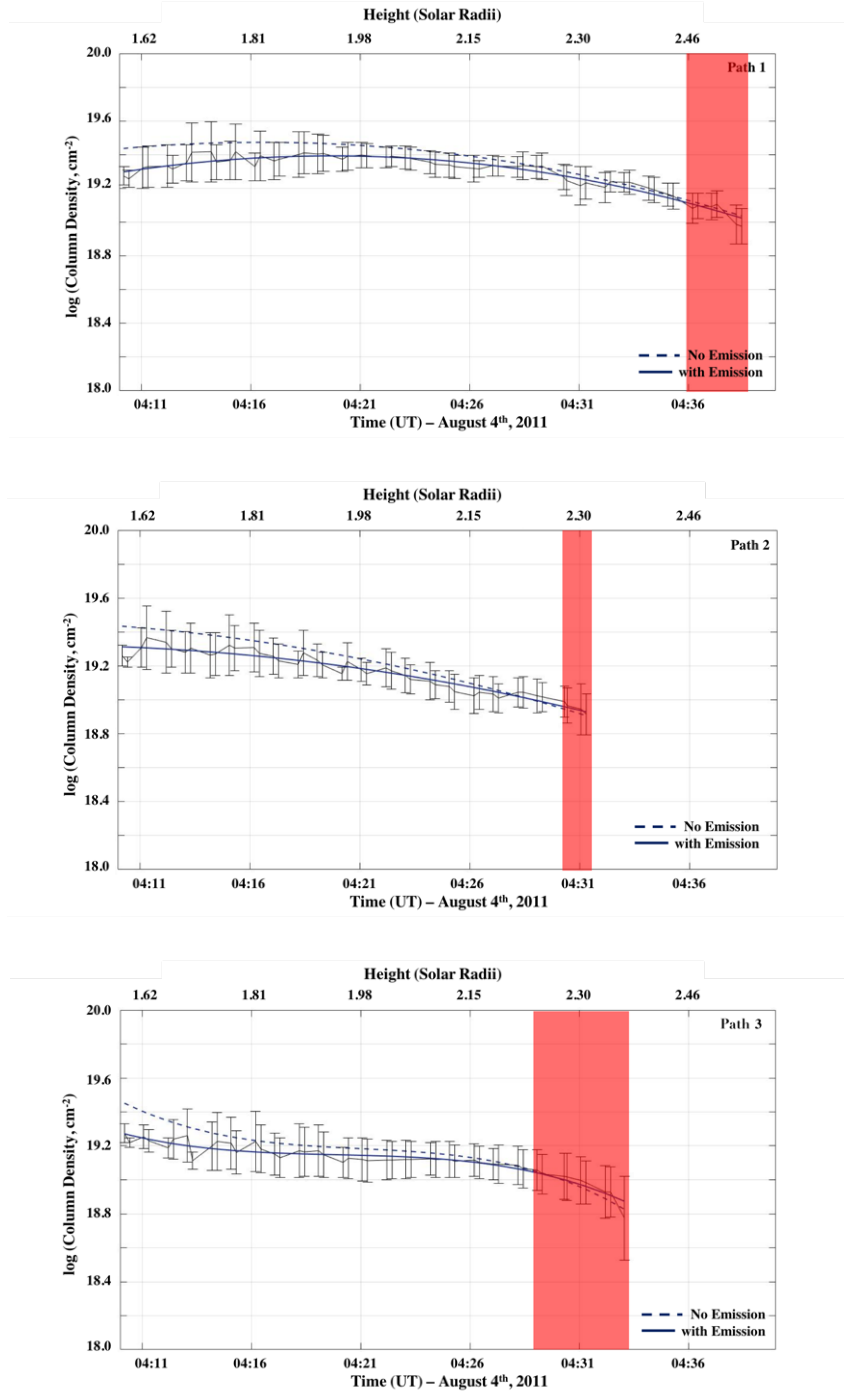 Height (Solar Radii)
1.62 1.81 1.98 2.15 2.30 2.46
20.0
Path 1
19.6
19.2
log (Column Density, cm-2)
18.8
18.4
No Emission
with Emission
18.0
04:11 04:16 04:21 04:26 04:31 04:36
Time (UT) – August 4th, 2011
Height (Solar Radii)
1.62 1.81 1.98 2.15 2.30 2.46
20.0
Path 2
19.6
19.2
log (Column Density, cm-2)
18.8
18.4
No Emission
with Emission
18.0
04:11 04:16 04:21 04:26 04:31 04:36
Time (UT) – August 4th, 2011
Height (Solar Radii)
1.62 1.81 1.98 2.15 2.30 2.46
20.0
Path 3
19.6
19.2
log (Column Density, cm-2)
18.8
18.4
No Emission
with Emission
18.0
04:11 04:16 04:21 04:26 04:31 04:36
Time (UT) – August 4th, 2011